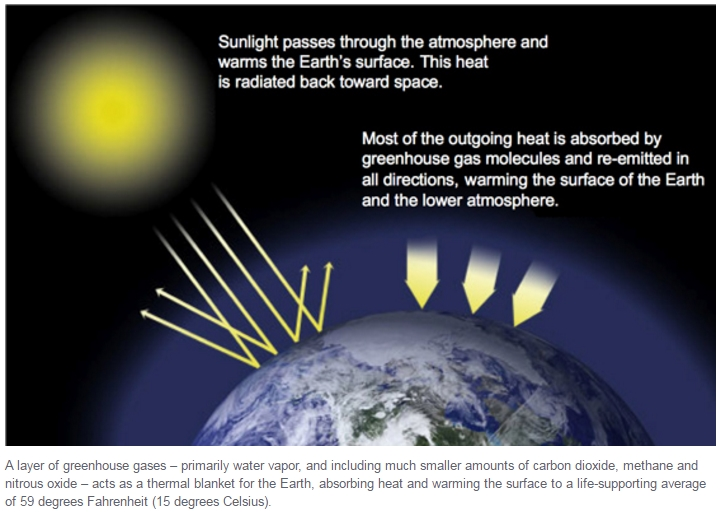 Sunlight passes through the atmosphere and
warms the Earth's surface. This heat
is radiated back toward space.
Most of the outgoing heat is absorbed by
greenhouse gas molecules and re-emitted in
all directions, warming the surface of the Earth
and the lower atmosphere.
A layer of greenhouse gases – primarily water vapor, and including much smaller amounts of carbon dioxide, methane and
nitrous oxide – acts as a thermal blanket for the Earth, absorbing heat and warming the surface to a life-supporting average
of 59 degrees Fahrenheit (15 degrees Celsius).